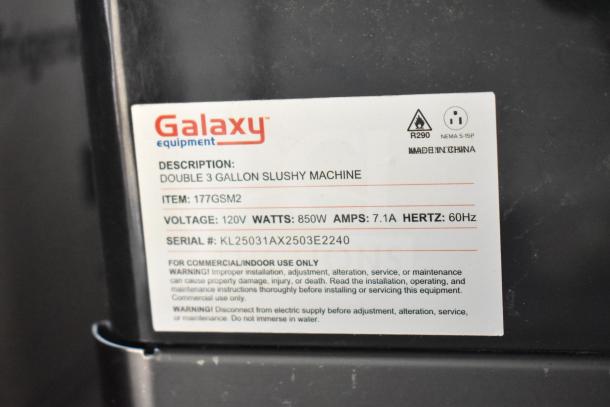 Galaxy
equipment
R290
NEMA 5-15P
MADE IN CHINA
DESCRIPTION:
DOUBLE 3 GALLON SLUSHY MACHINE
ITEM: 177GSM2
VOLTAGE: 120V WATTS: 850W AMPS: 7.1A HERTZ: 60Hz
SERIAL #: KL25031AX2503E2240
FOR COMMERCIAL/INDOOR USE ONLY
WARNING! Improper installation, adjustment, alteration, service, or maintenance
can cause property damage, injury, or death. Read the installation, operating, and
maintenance instructions thoroughly before installing or servicing this equipment.
Commercial use only.
WARNING! Disconnect from electric supply before adjustment, alteration, service,
or maintenance. Do not immerse in water.